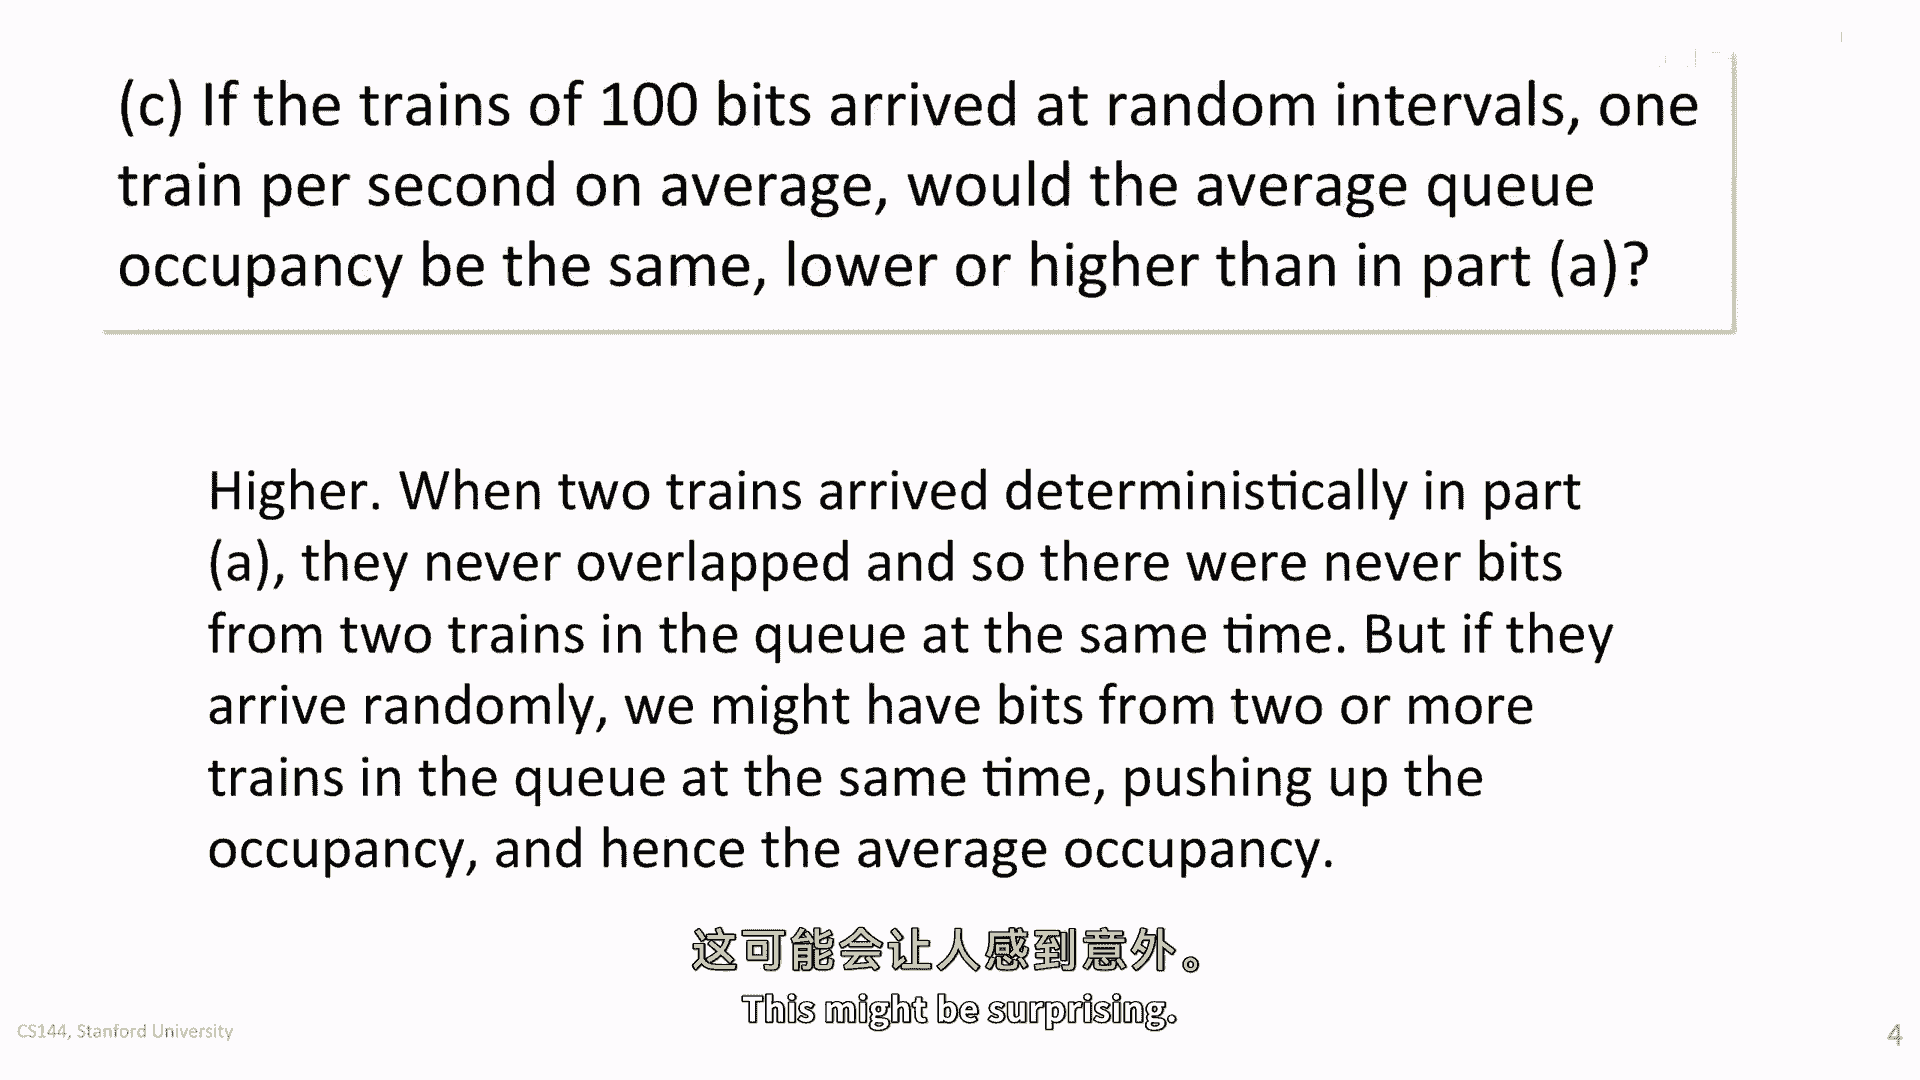 (c) If the trains of 100 bits arrived at random intervals, one
train per second on average, would the average queue
occupancy be the same, lower or higher than in part (a)?
Higher. When two trains arrived deterministically in part
(a), they never overlapped and so there were never bits
from two trains in the queue at the same time. But if they
arrive randomly, we might have bits from two or more
trains in the queue at the same time, pushing up the
occupancy, and hence the average occupancy.
这可能会让人感到意外。
This might be surprising.
CS144, Stanford University
4